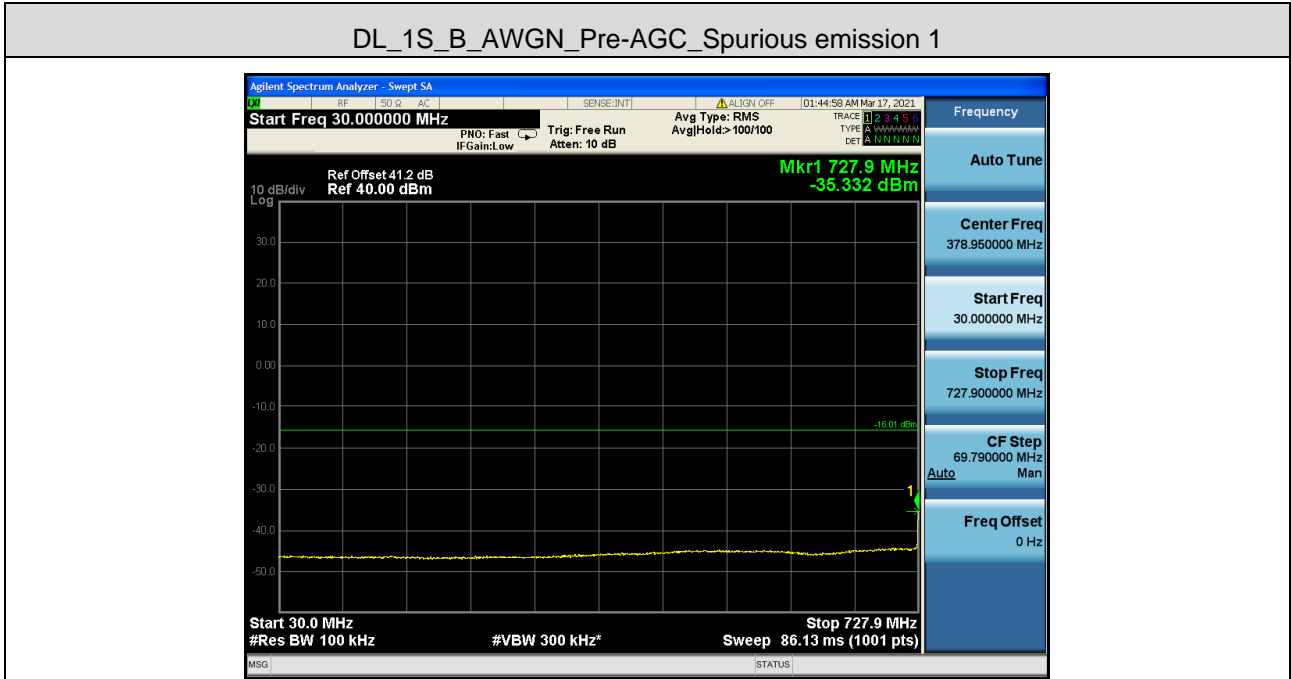 DL_1S_B_AWGN_Pre-AGC_Spurious emission 1
Agilent Spectrum Analyzer - Swept SA
LXI RF 50 Ω AC SENSE:INT ALIGN OFF 01:44:58 AM Mar 17, 2021
Start Freq 30.000000 MHz
PNO: Fast
IFGain:Low
Trig: Free Run
Atten: 10 dB
Avg Type: RMS
Avg|Hold:>100/100
TRACE 1 2 3 4 5 6
TYPE A WWWWW
DET A N N N N N
Mkr1 727.9 MHz
-35.332 dBm
Ref Offset 41.2 dB
10 dB/div Ref 40.00 dBm
Log
30.0
20.0
10.0
0.00
-10.0
-16.01 dBm
-20.0
-30.0
1
-40.0
-50.0
Start 30.0 MHz Stop 727.9 MHz
#Res BW 100 kHz #VBW 300 kHz* Sweep 86.13 ms (1001 pts)
MSG STATUS
Frequency
Auto Tune
Center Freq
378.950000 MHz
Start Freq
30.000000 MHz
Stop Freq
727.900000 MHz
CF Step
69.790000 MHz
Auto Man
Freq Offset
0 Hz